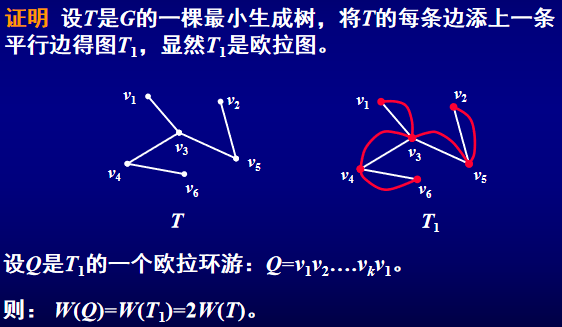 证明 设T是G的一棵最小生成树，将T的每条边添上一条
平行边得图T₁，显然T₁是欧拉图。
v₁ v₂ v₃ v₄ v₅ v₆
T
v₁ v₂ v₃ v₄ v₅ v₆
T₁
设Q是T₁的一个欧拉环游：Q=v₁v₂….vₖv₁。
则： W(Q)=W(T₁)=2W(T)。